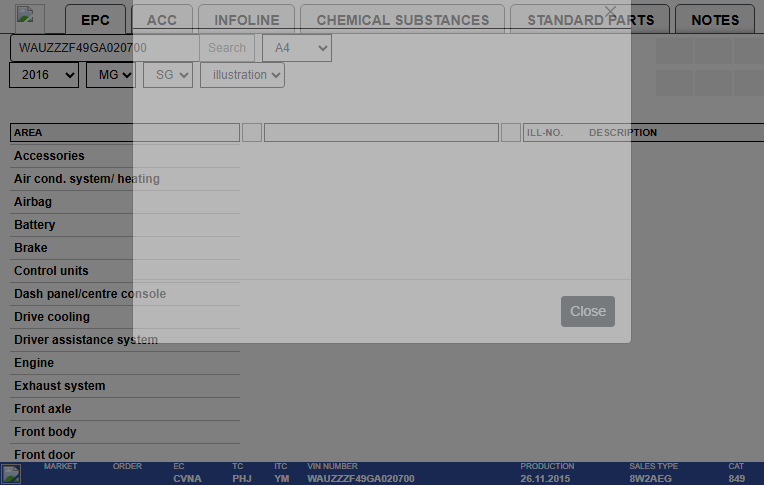 EPC ACC INFOLINE CHEMICAL SUBSTANCES STANDARD PARTS NOTES
WAUZZZF49GA020700 Search A4
2016 MG SG illustration
AREA ILL-NO. DESCRIPTION
Accessories
Air cond. system/ heating
Airbag
Battery
Brake
Control units
Dash panel/centre console
Drive cooling
Close
Driver assistance system
Engine
Exhaust system
Front axle
Front body
Front door
MARKET ORDER EC TC ITC VIN NUMBER PRODUCTION SALES TYPE CAT
CVNA PHJ YM WAUZZZF49GA020700 26.11.2015 8W2AEG 849